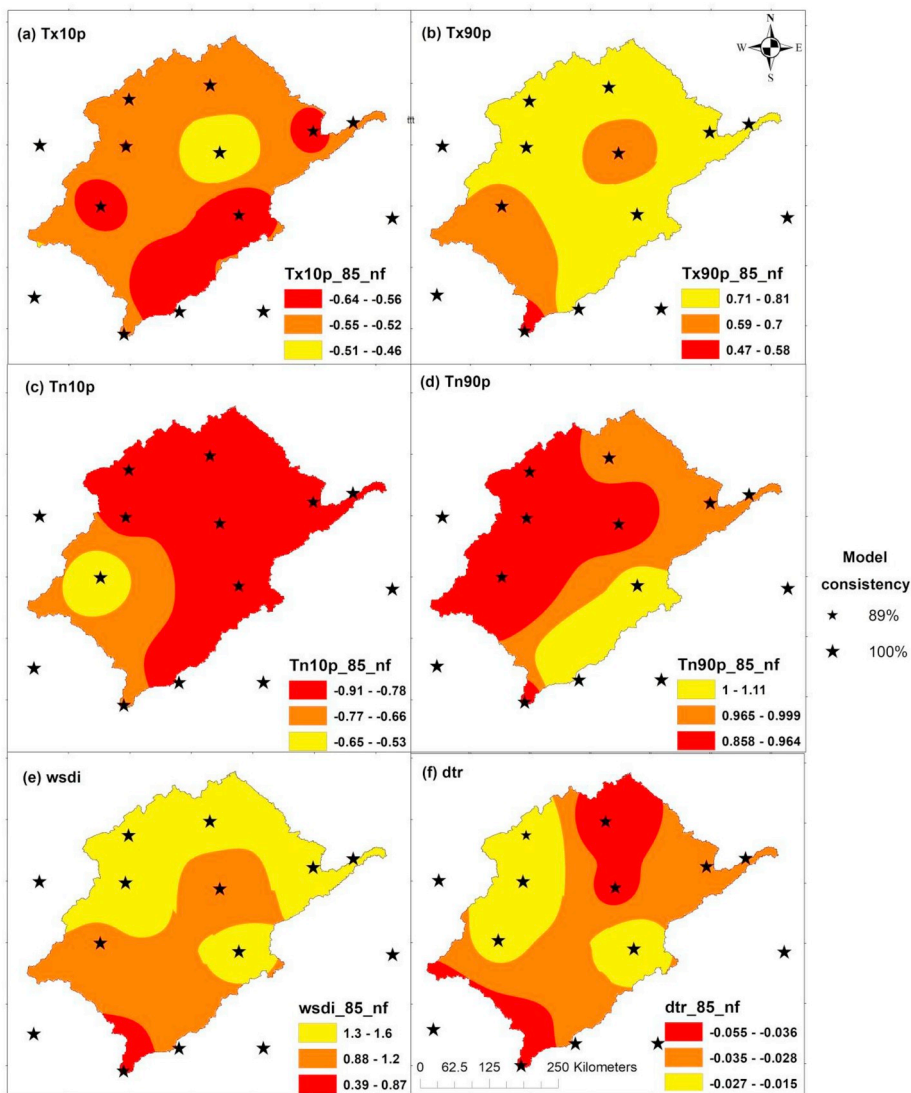 (a) Tx10p
Tx10p_85_nf
-0.64 - -0.56
-0.55 - -0.52
-0.51 - -0.46
(b) Tx90p
N
W E
S
Tx90p_85_nf
0.71 - 0.81
0.59 - 0.7
0.47 - 0.58
(c) Tn10p
Tn10p_85_nf
-0.91 - -0.78
-0.77 - -0.66
-0.65 - -0.53
(d) Tn90p
Tn90p_85_nf
1 - 1.11
0.965 - 0.999
0.858 - 0.964
Model
consistency
89%
100%
(e) wsdi
wsdi_85_nf
1.3 - 1.6
0.88 - 1.2
0.39 - 0.87
(f) dtr
dtr_85_nf
-0.055 - -0.036
-0.035 - -0.028
-0.027 - -0.015
0 62.5 125 250 Kilometers